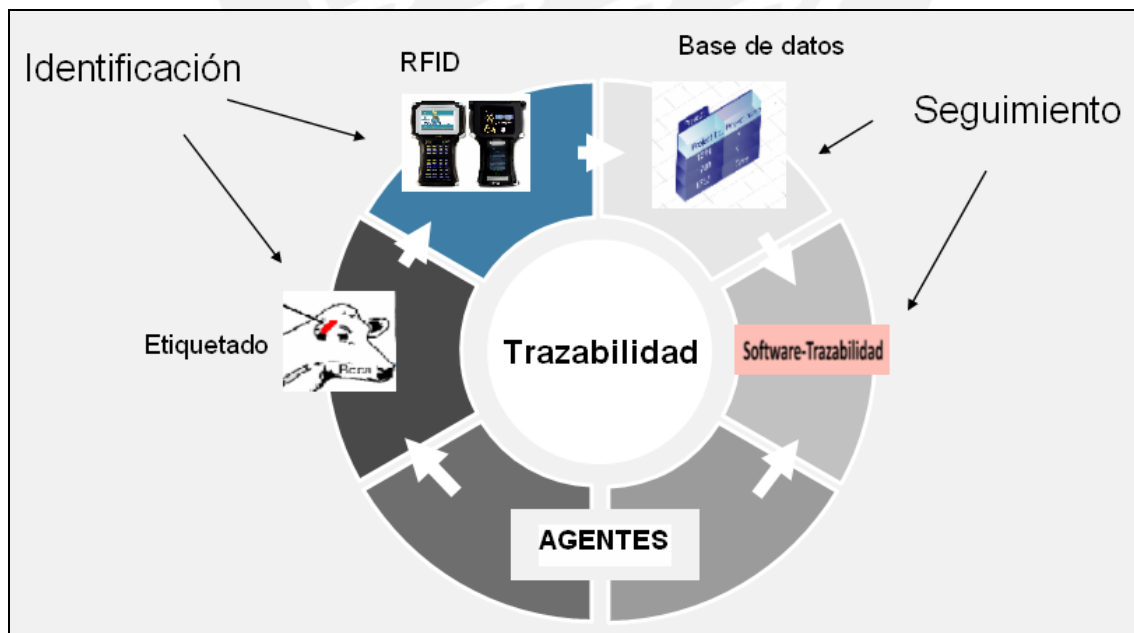 Identificación
RFID
Base de datos
Seguimiento
Etiquetado
Trazabilidad
Software-Trazabilidad
AGENTES